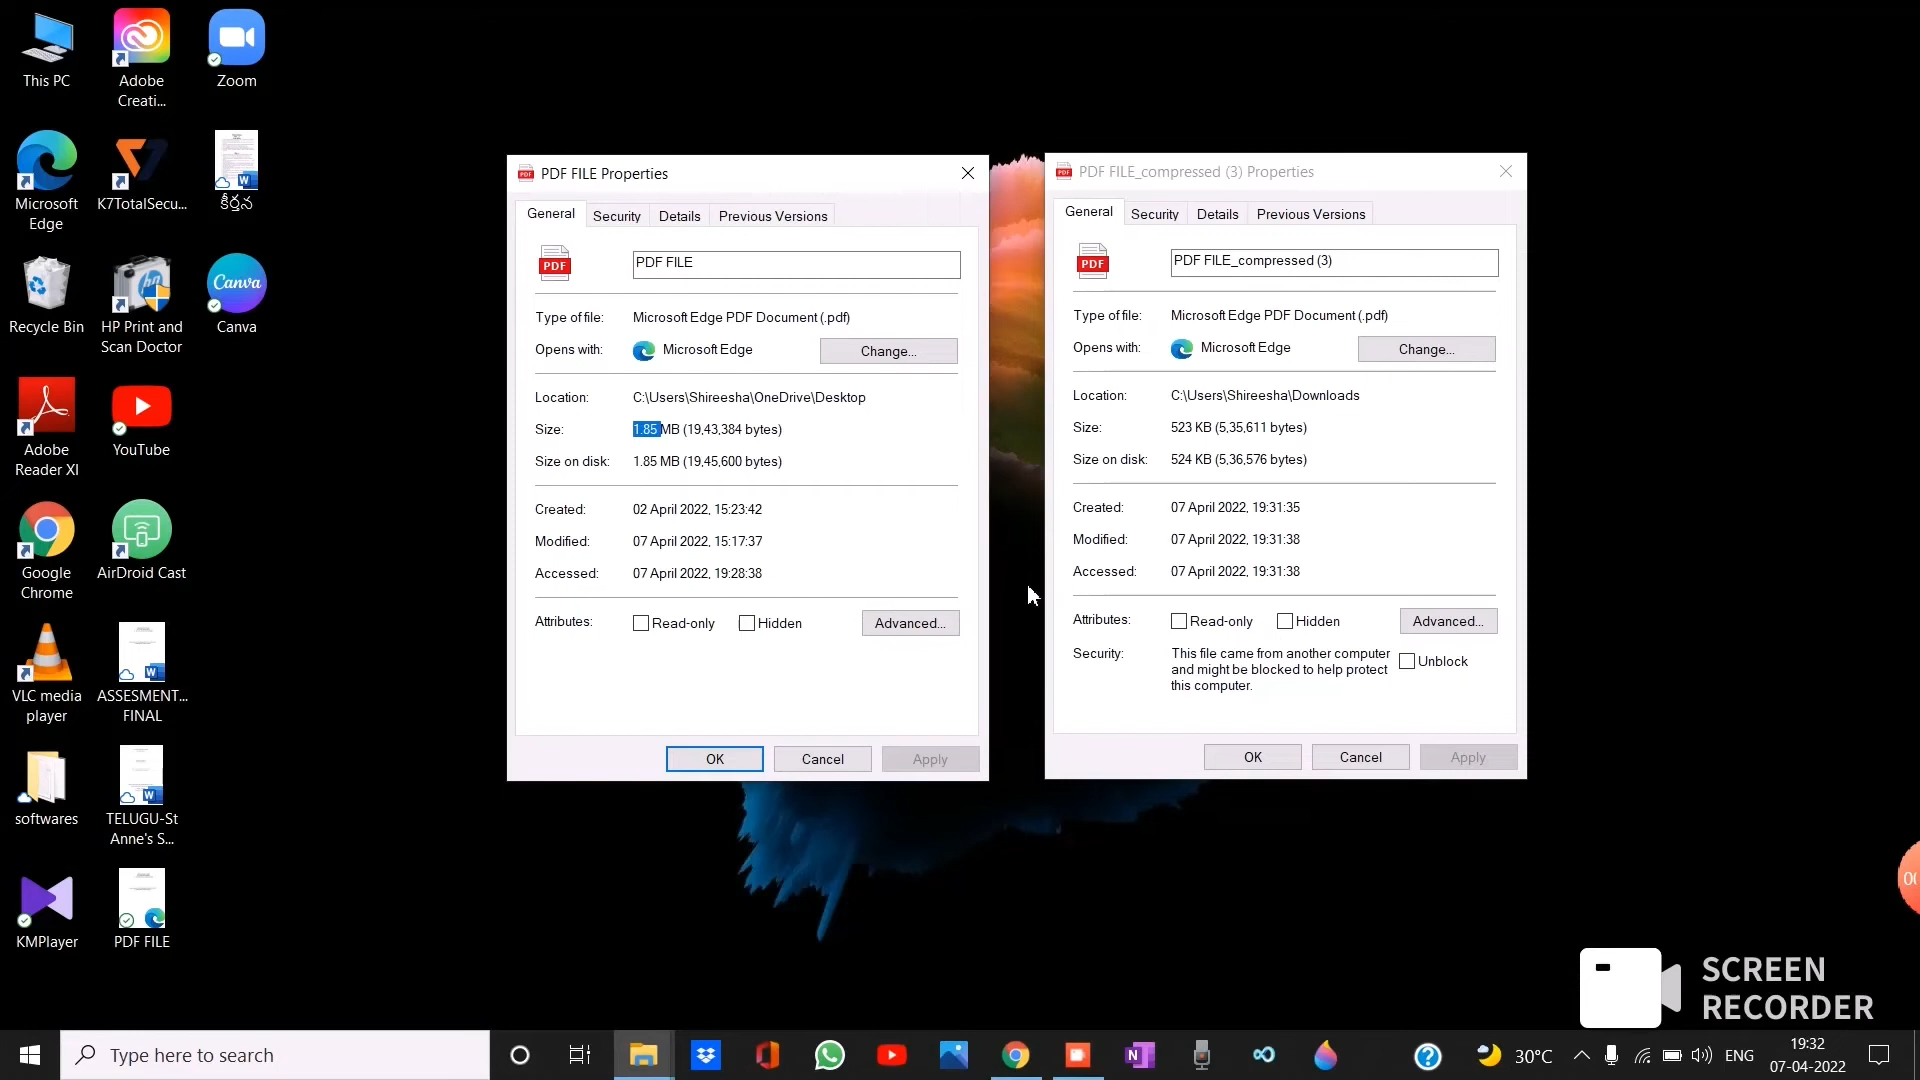 This PC
Adobe
Creati...
Zoom
Microsoft
Edge
K7TotalSecu...
కీర్తన
Recycle Bin
HP Print and
Scan Doctor
Canva
Canva
Adobe
Reader XI
YouTube
Google
Chrome
AirDroid Cast
VLC media
player
ASSESMENT...
FINAL
softwares
TELUGU-St
Anne's S...
KMPlayer
PDF FILE
PDF FILE Properties
General
Security
Details
Previous Versions
PDF
PDF FILE
Type of file: Microsoft Edge PDF Document (.pdf)
Opens with: Microsoft Edge Change...
Location: C:\Users\Shireesha\OneDrive\Desktop
Size: 1.85 MB (19,43,384 bytes)
Size on disk: 1.85 MB (19,45,600 bytes)
Created: 02 April 2022, 15:23:42
Modified: 07 April 2022, 15:17:37
Accessed: 07 April 2022, 19:28:38
Attributes: Read-only Hidden Advanced...
OK Cancel Apply
PDF FILE_compressed (3) Properties
General
Security
Details
Previous Versions
PDF
PDF FILE_compressed (3)
Type of file: Microsoft Edge PDF Document (.pdf)
Opens with: Microsoft Edge Change...
Location: C:\Users\Shireesha\Downloads
Size: 523 KB (5,35,611 bytes)
Size on disk: 524 KB (5,36,576 bytes)
Created: 07 April 2022, 19:31:35
Modified: 07 April 2022, 19:31:38
Accessed: 07 April 2022, 19:31:38
Attributes: Read-only Hidden Advanced...
Security: This file came from another computer
and might be blocked to help protect
this computer.
Unblock
OK Cancel Apply
SCREEN
RECORDER
Type here to search
30°C
ENG
19:32
07-04-2022